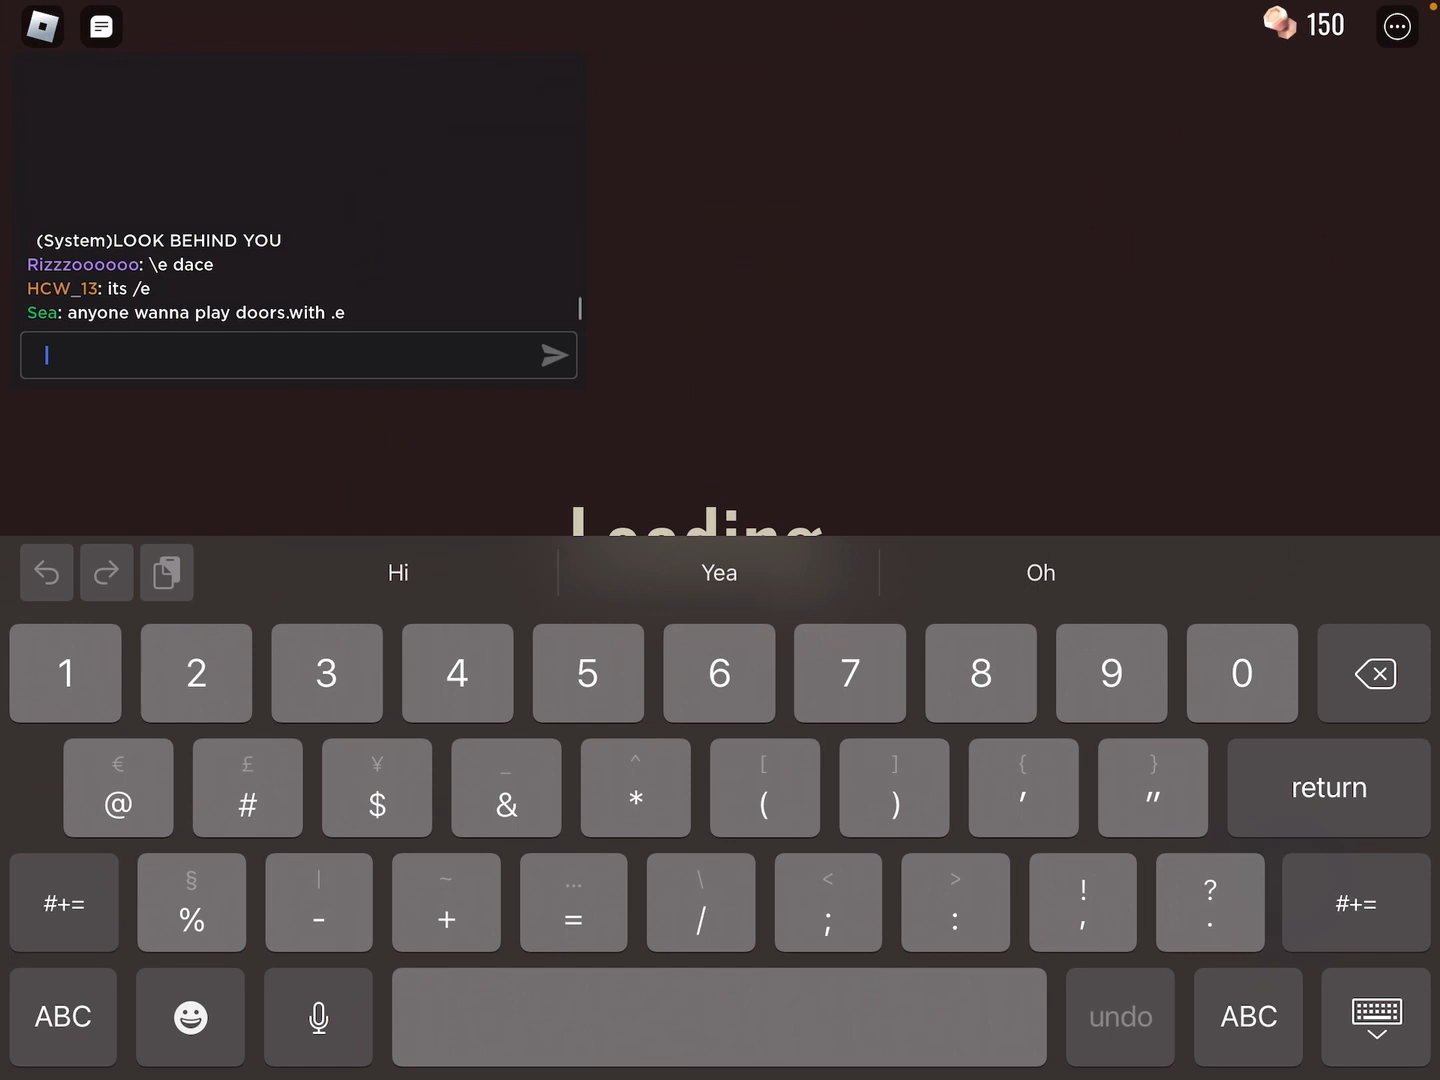 150
(System)LOOK BEHIND YOU
Rizzzoooooo: \e dace
HCW_13: its /e
Sea: anyone wanna play doors.with .e
Loading
Hi Yea Oh
1 2 3 4 5 6 7 8 9 0
€ £ ¥ _ ^ [ ] { }
@ # $ & * ( ) ' " return
§ | ~ … \ < > ! ?
#+= % - + = / ; : , . #+=
ABC undo ABC